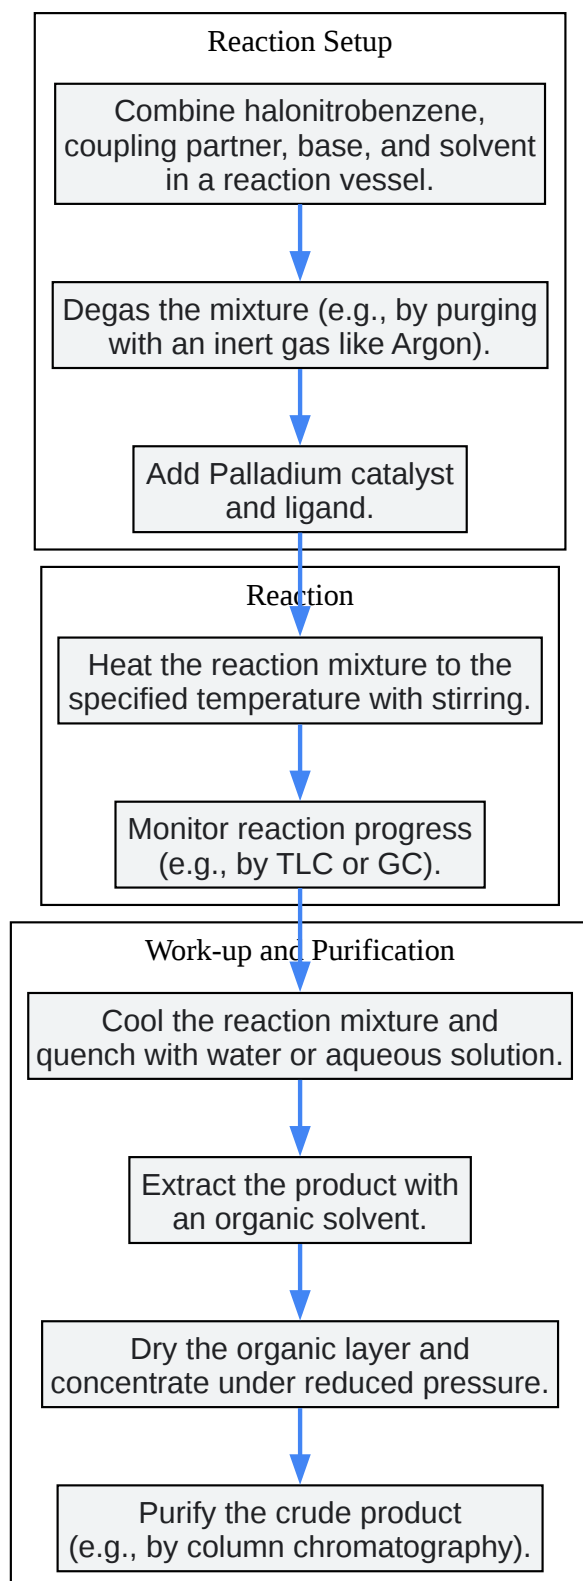 Reaction Setup
Combine halonitrobenzene,
coupling partner, base, and solvent
in a reaction vessel.
Degas the mixture (e.g., by purging
with an inert gas like Argon).
Add Palladium catalyst
and ligand.
Reaction
Heat the reaction mixture to the
specified temperature with stirring.
Monitor reaction progress
(e.g., by TLC or GC).
Work-up and Purification
Cool the reaction mixture and
quench with water or aqueous solution.
Extract the product with
an organic solvent.
Dry the organic layer and
concentrate under reduced pressure.
Purify the crude product
(e.g., by column chromatography).